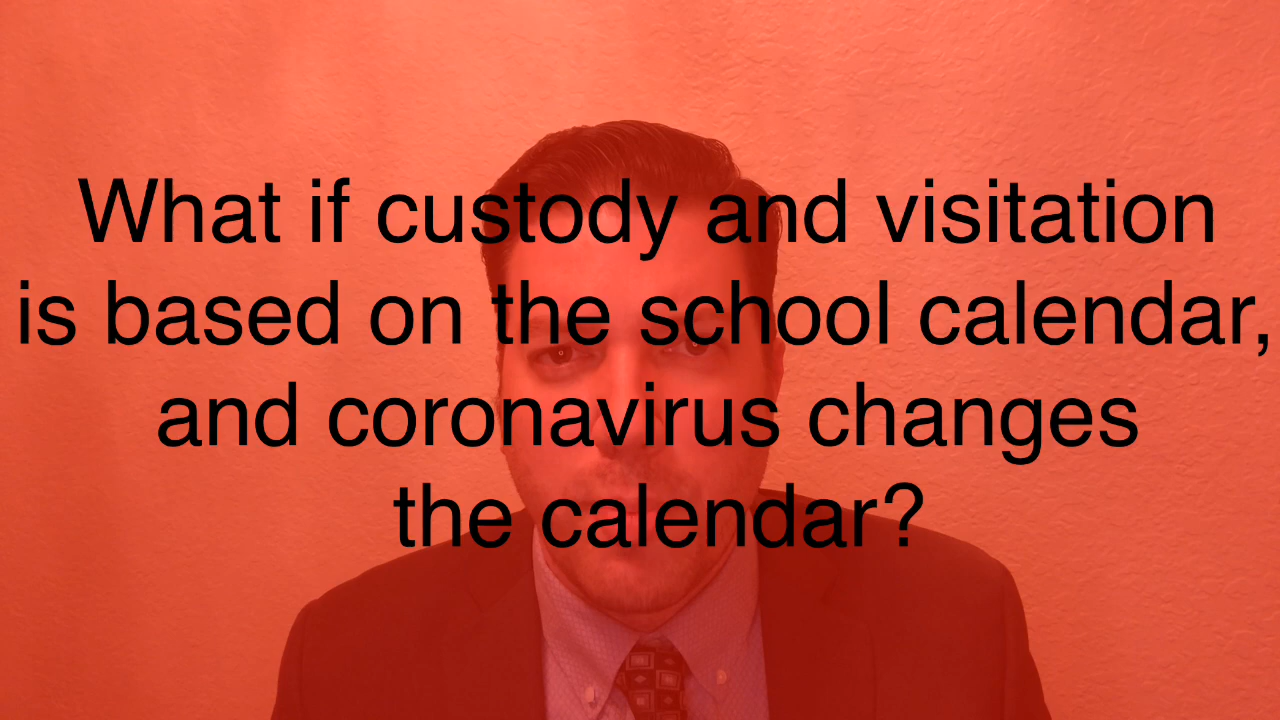 What if custody and visitation
is based on the school calendar,
and coronavirus changes
the calendar?